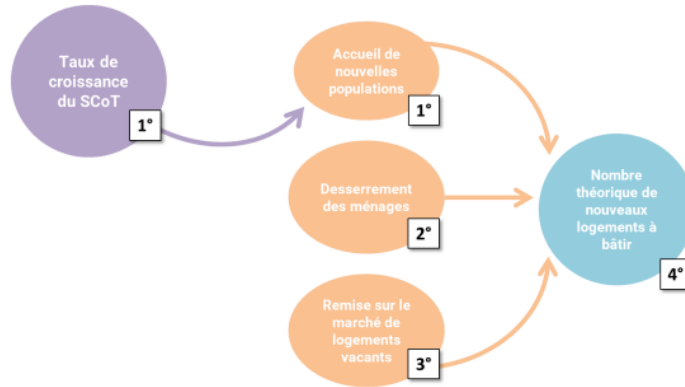 Taux de
croissance
du SCoT
1°
Accueil de
nouvelles
populations
1°
Desserrement
des ménages
2°
Remise sur le
marché de
logements
vacants
3°
Nombre
théorique de
nouveaux
logements à
bâtir
4°